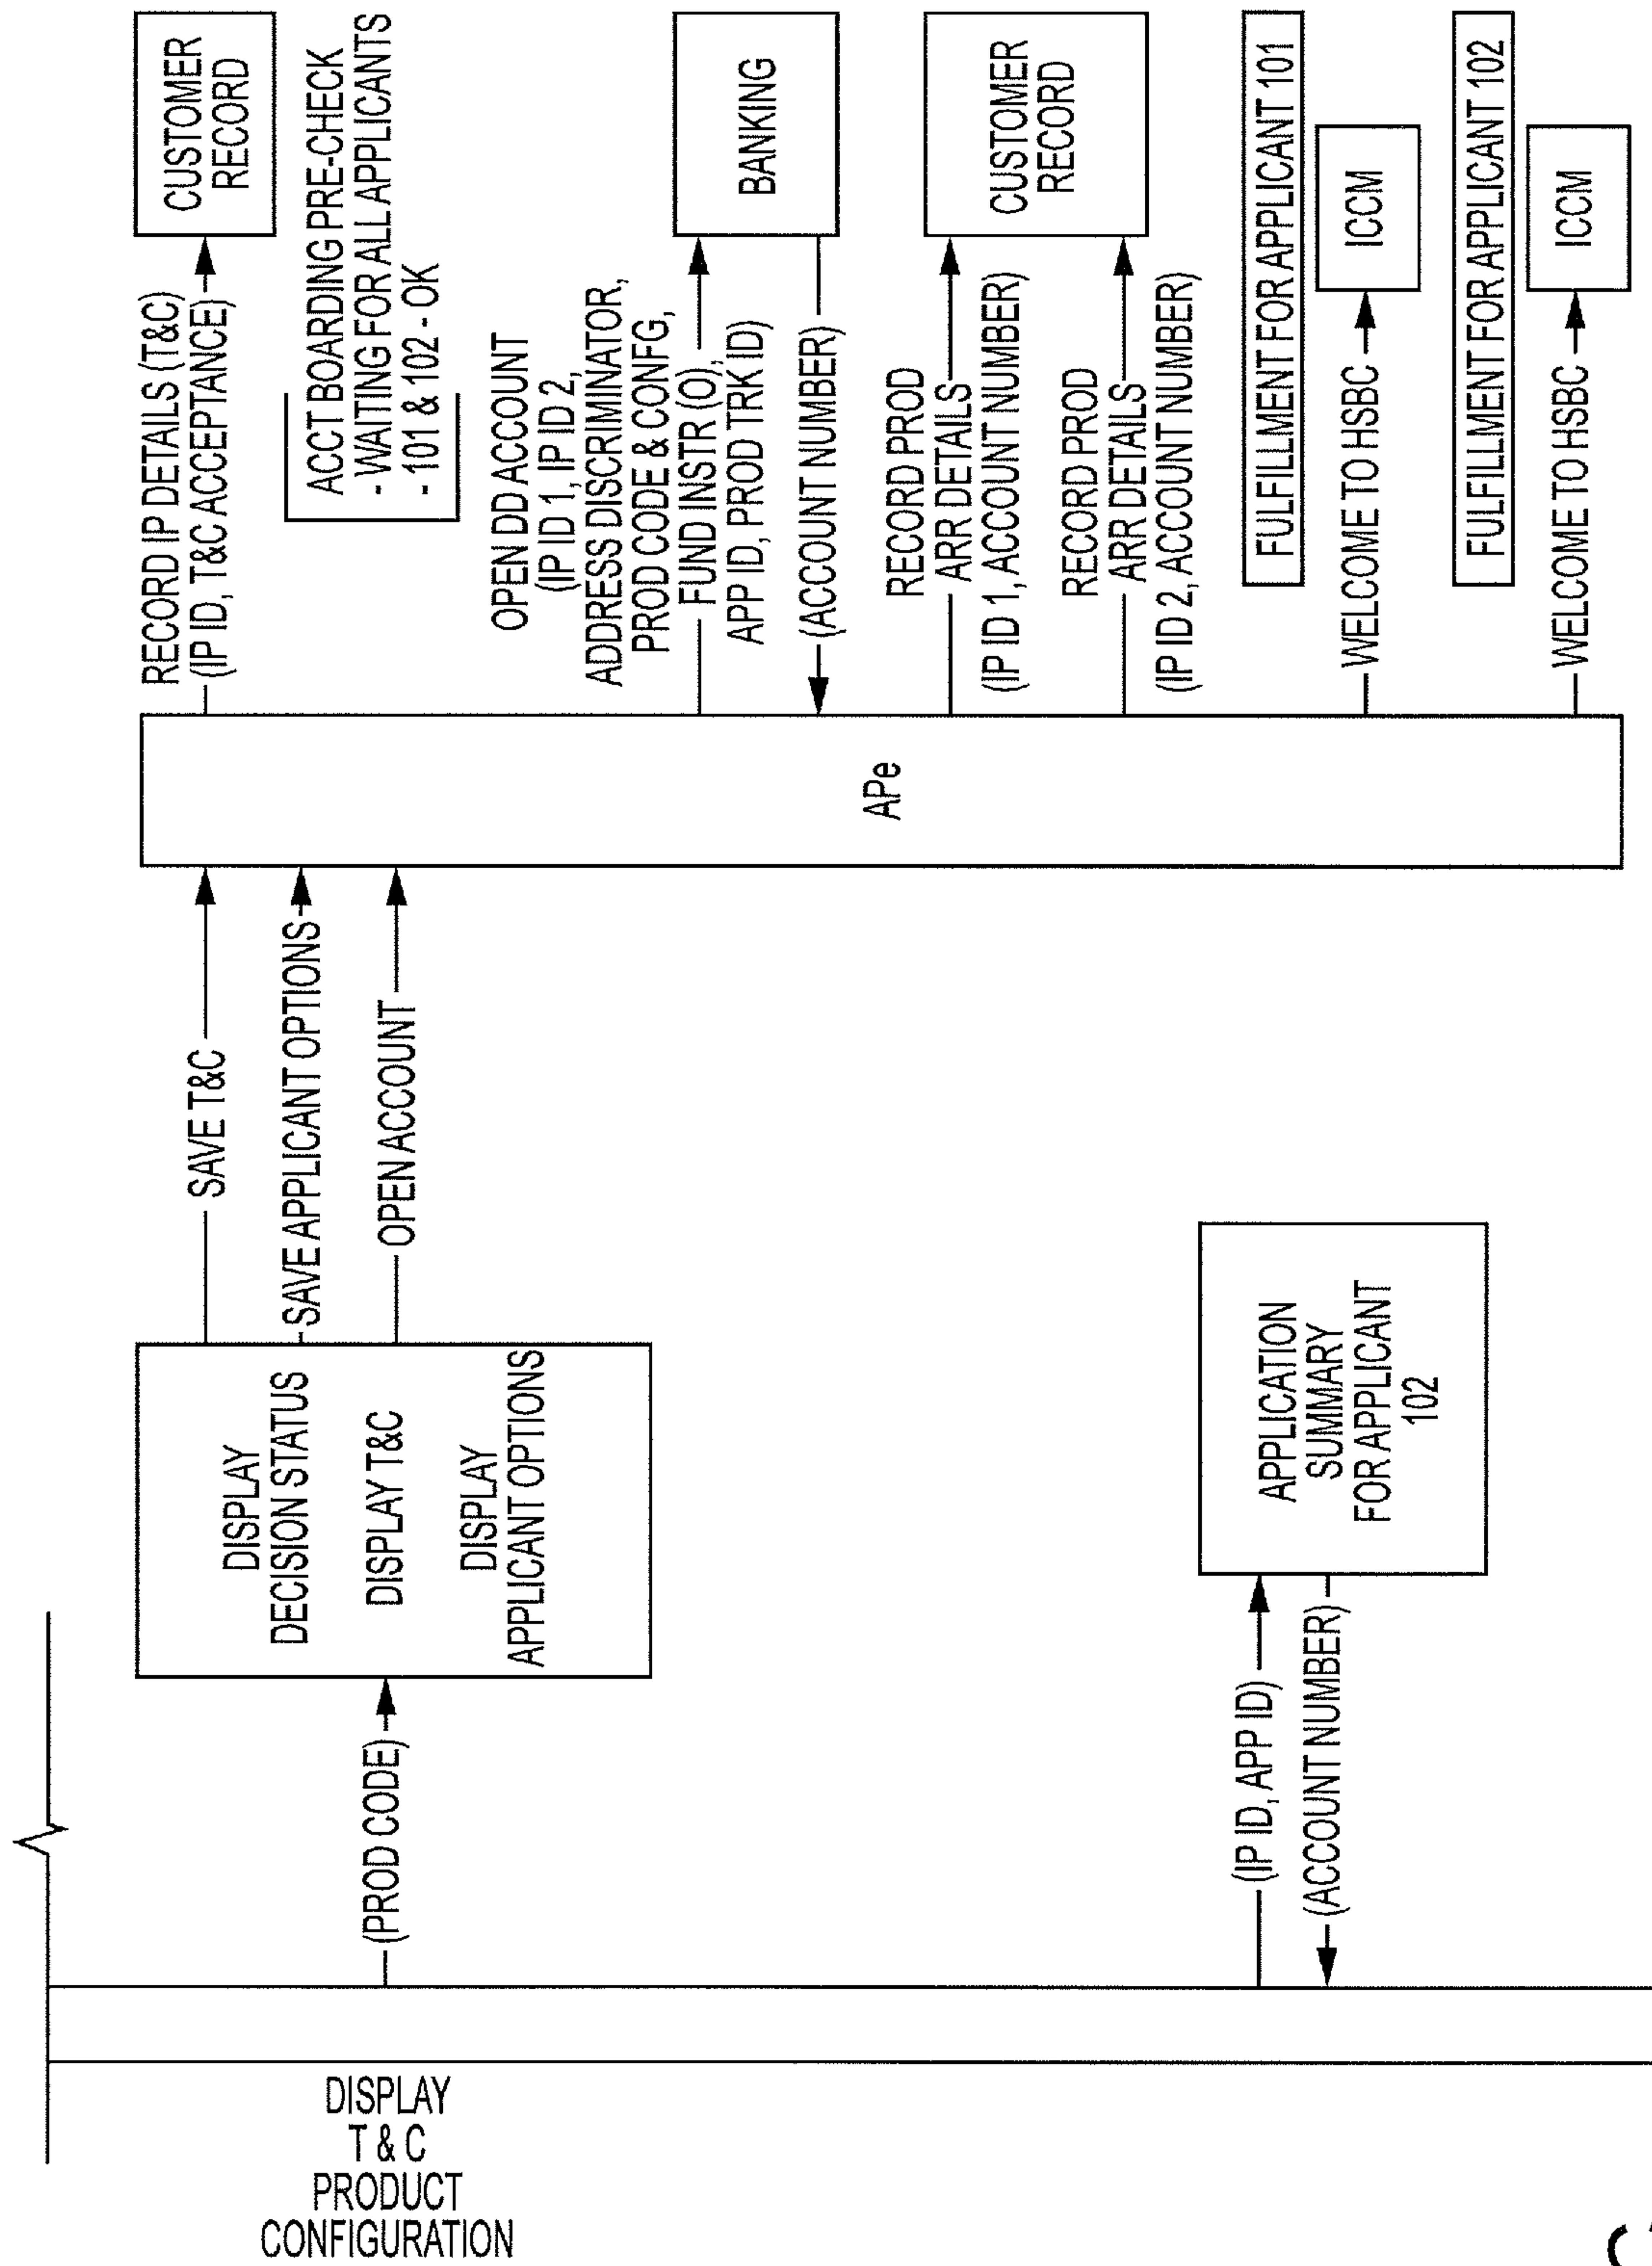 DISPLAY
T & C
PRODUCT
CONFIGURATION
(PROD CODE)
DISPLAY
DECISION STATUS
DISPLAY T&C
DISPLAY
APPLICANT OPTIONS
SAVE T&C
SAVE APPLICANT OPTIONS
OPEN ACCOUNT
(IP ID, APP ID)
(ACCOUNT NUMBER)
APPLICATION
SUMMARY
FOR APPLICANT
102
APe
RECORD IP DETAILS (T&C)
(IP ID, T&C ACCEPTANCE)
CUSTOMER
RECORD
ACCT BOARDING PRE-CHECK
- WAITING FOR ALL APPLICANTS
- 101 & 102 - OK
OPEN DD ACCOUNT
(IP ID 1, IP ID 2,
ADDRESS DISCRIMINATOR,
PROD CODE & CONFG,
FUND INSTR (O),
APP ID, PROD TRK ID)
(ACCOUNT NUMBER)
BANKING
RECORD PROD
ARR DETAILS
(IP ID 1, ACCOUNT NUMBER)
RECORD PROD
ARR DETAILS
(IP ID 2, ACCOUNT NUMBER)
CUSTOMER
RECORD
FULFILLMENT FOR APPLICANT 101
WELCOME TO HSBC
ICCM
FULFILLMENT FOR APPLICANT 102
WELCOME TO HSBC
ICCM